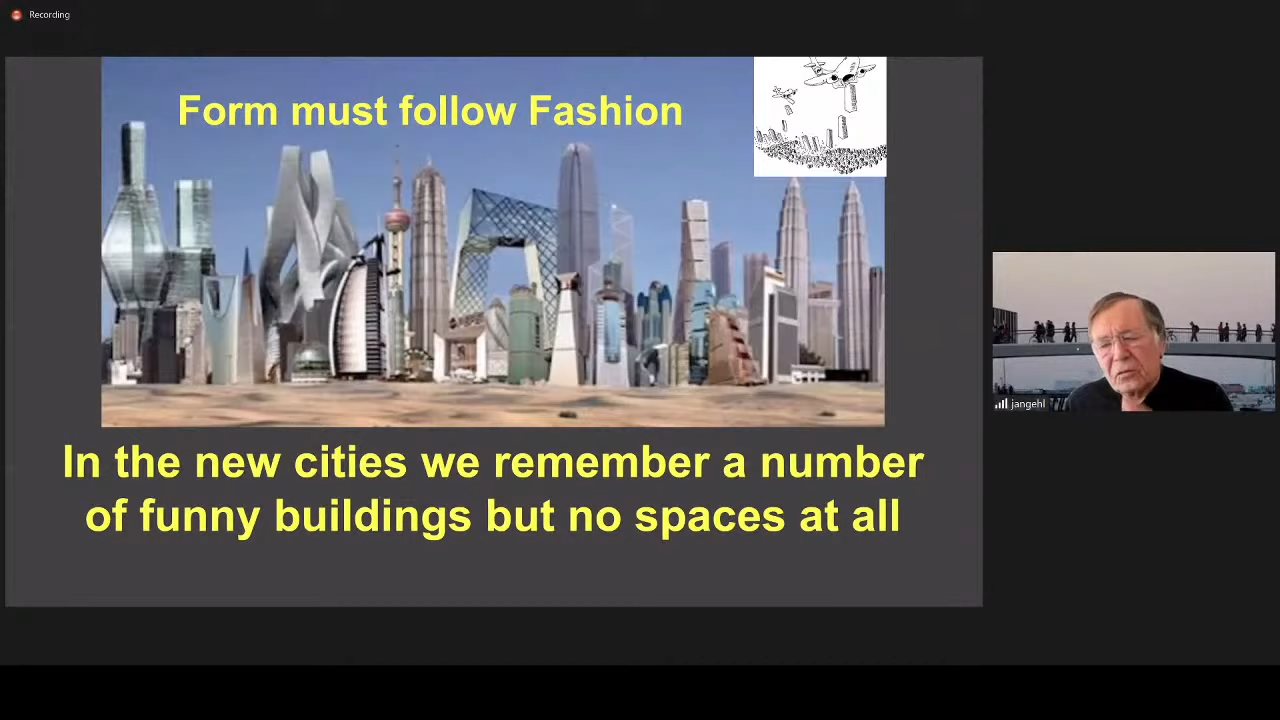 Recording
Form must follow Fashion
In the new cities we remember a number
of funny buildings but no spaces at all
jangehl